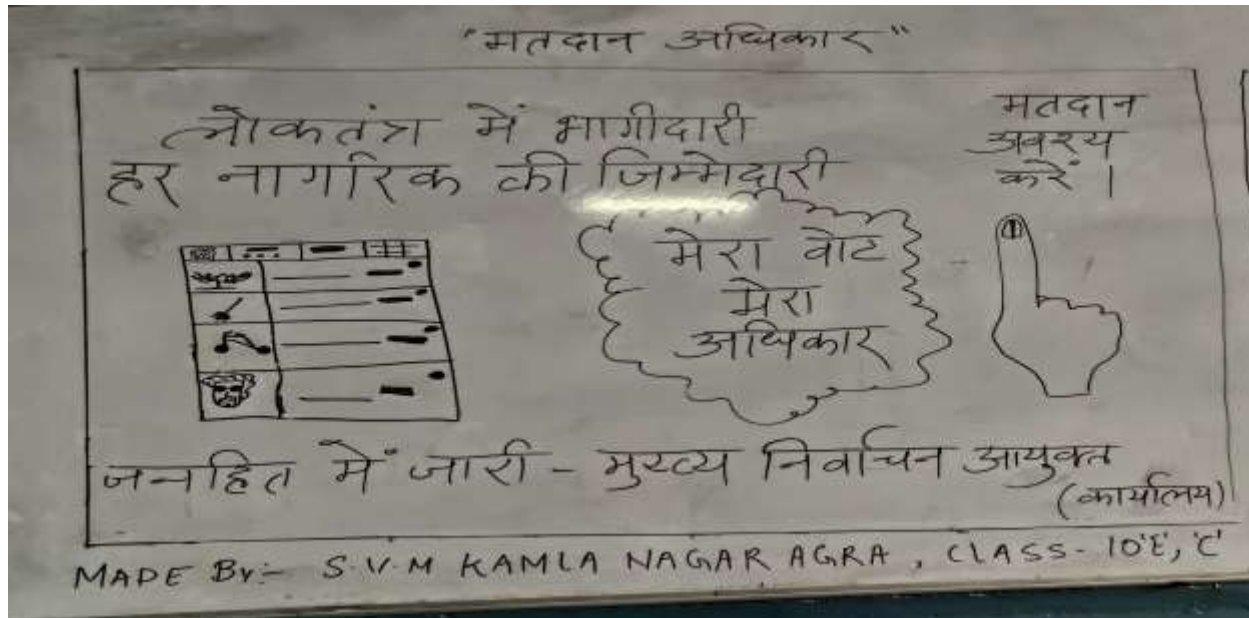 "मतदान अधिकार"
लोकतंत्र में भागीदारी
हर नागरिक की जिम्मेदारी
मतदान
अवश्य
करें।
मेरा वोट
मेरा
अधिकार
जनहित में जारी - मुख्य निर्वाचन आयुक्त
(कार्यालय)
MADE BY:- S.V.M KAMLA NAGAR AGRA, CLASS- 10'E', 'C'